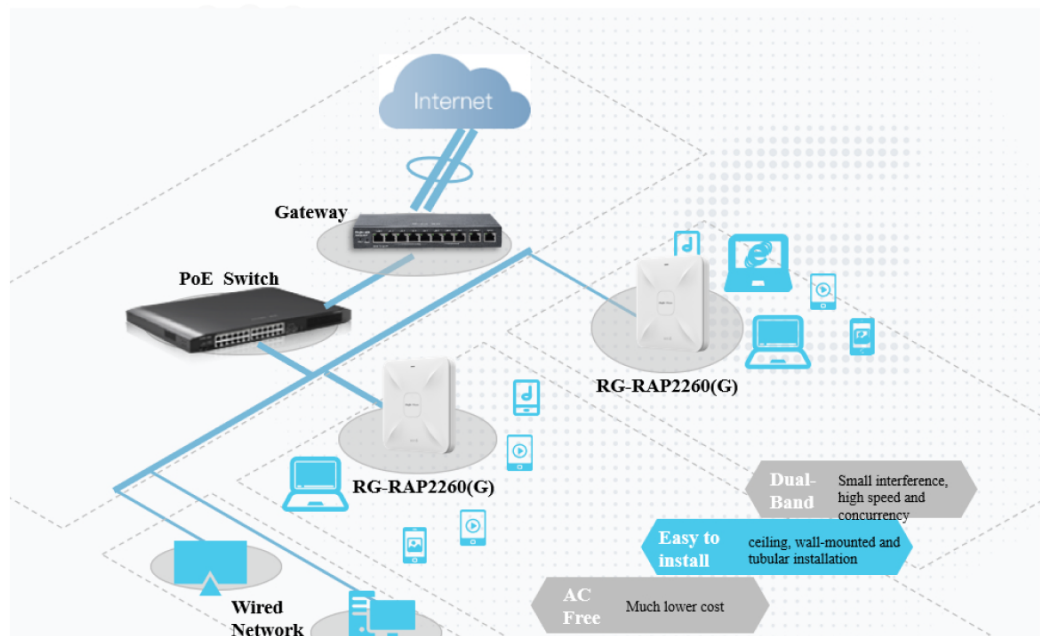 Internet
Gateway
PoE Switch
RG-RAP2260(G)
RG-RAP2260(G)
Dual-
Band
Small interference,
high speed and
concurrency
Easy to
install
ceiling, wall-mounted and
tubular installation
AC
Free
Much lower cost
Wired
Network